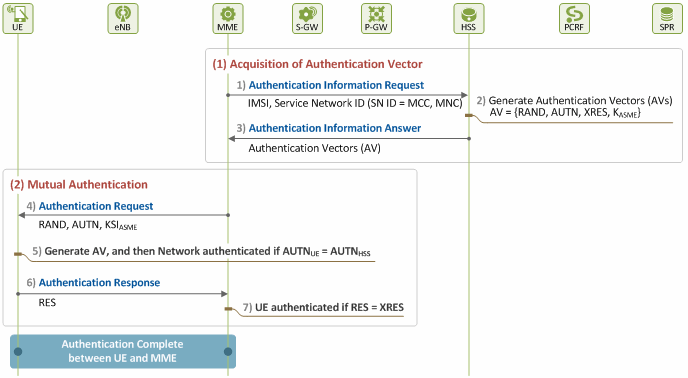 UE eNB MME S-GW P-GW HSS PCRF SPR
(1) Acquisition of Authentication Vector
1) Authentication Information Request
IMSI, Service Network ID (SN ID = MCC, MNC)
2) Generate Authentication Vectors (AVs)
AV = {RAND, AUTN, XRES, KASME}
3) Authentication Information Answer
Authentication Vectors (AV)
(2) Mutual Authentication
4) Authentication Request
RAND, AUTN, KSIASME
5) Generate AV, and then Network authenticated if AUTNUE = AUTNHSS
6) Authentication Response
RES
7) UE authenticated if RES = XRES
Authentication Complete
between UE and MME